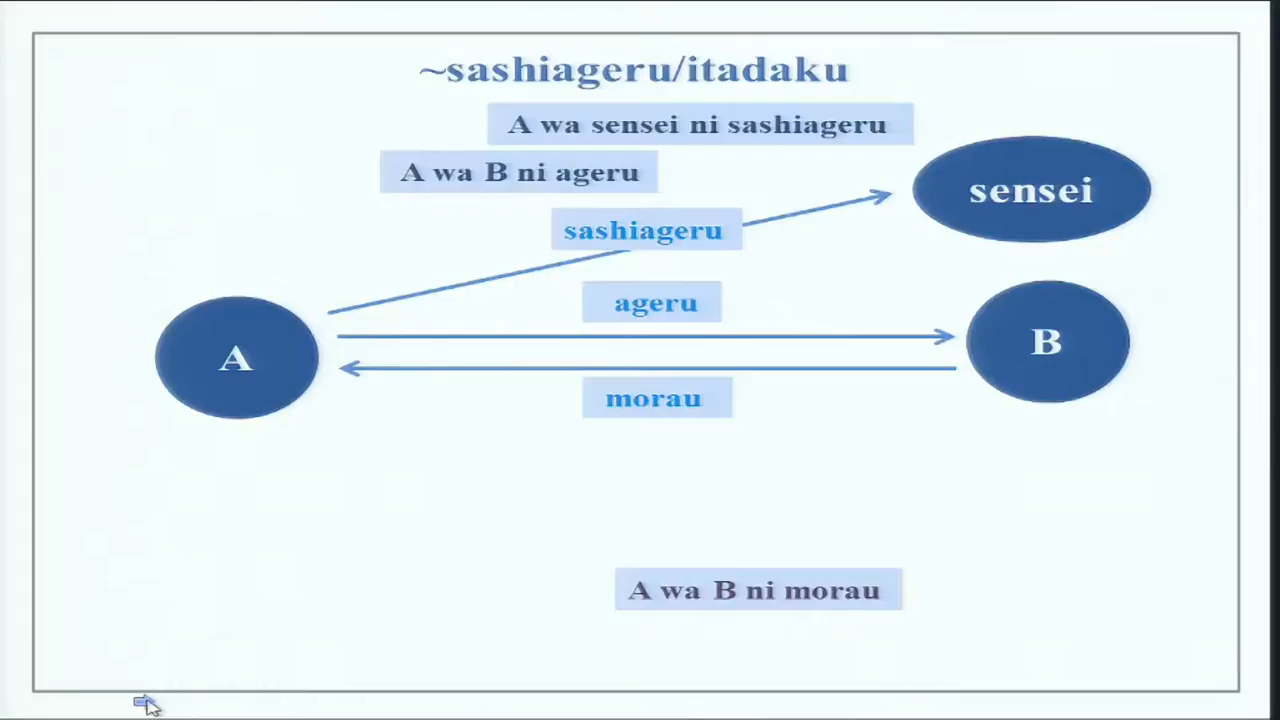 ~sashiageru/itadaku
A wa sensei ni sashiageru
A wa B ni ageru
sensei
sashiageru
ageru
A
B
morau
A wa B ni morau